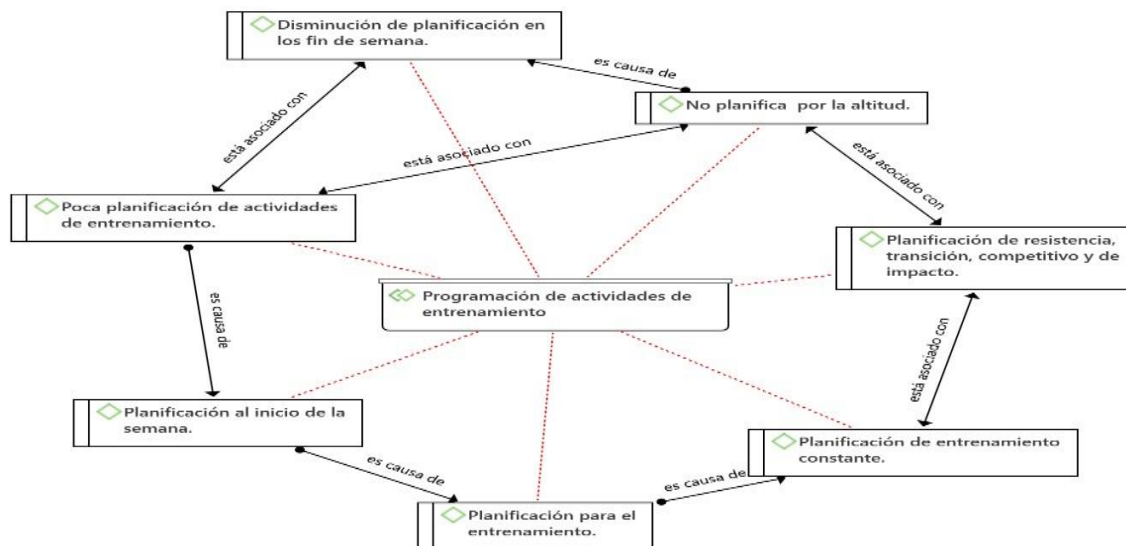 Disminución de planificación en
los fin de semana.
es causa de
No planifica por la altitud.
está asociado con
está asociado con
está asociado con
Poca planificación de actividades
de entrenamiento.
Planificación de resistencia,
transición, competitivo y de
impacto.
Programación de actividades de
entrenamiento
es causa de
está asociado con
Planificación al inicio de la
semana.
Planificación de entrenamiento
constante.
es causa de
es causa de
Planificación para el
entrenamiento.